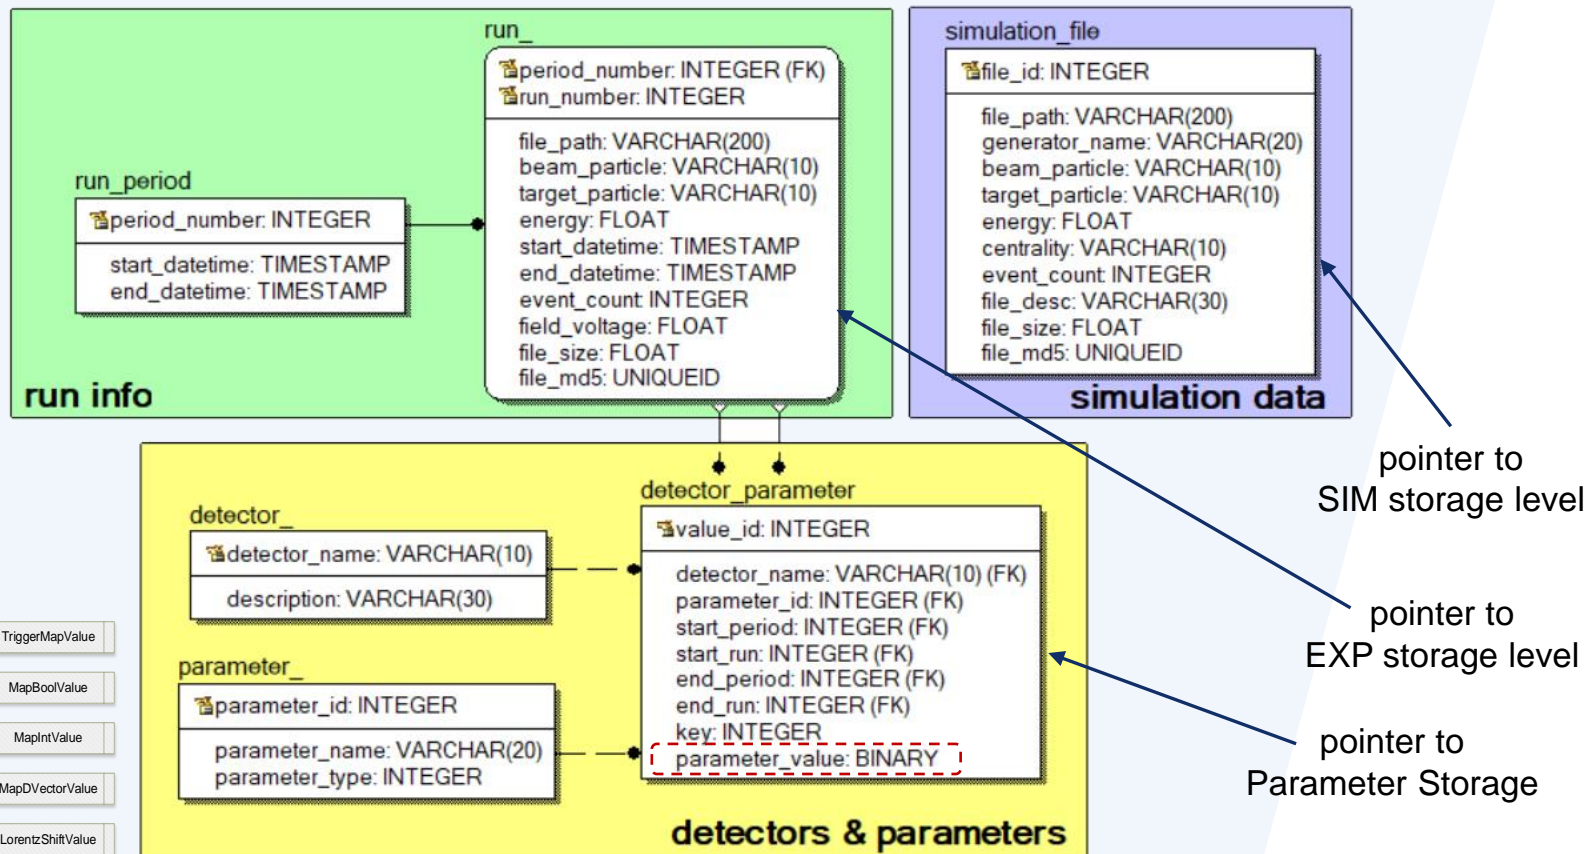 run_
period_number: INTEGER (FK)
run_number: INTEGER
file_path: VARCHAR(200)
beam_particle: VARCHAR(10)
target_particle: VARCHAR(10)
energy: FLOAT
start_datetime: TIMESTAMP
end_datetime: TIMESTAMP
event_count: INTEGER
field_voltage: FLOAT
file_size: FLOAT
file_md5: UNIQUEID
run_period
period_number: INTEGER
start_datetime: TIMESTAMP
end_datetime: TIMESTAMP
run info
simulation_file
file_id: INTEGER
file_path: VARCHAR(200)
generator_name: VARCHAR(20)
beam_particle: VARCHAR(10)
target_particle: VARCHAR(10)
energy: FLOAT
centrality: VARCHAR(10)
event_count: INTEGER
file_desc: VARCHAR(30)
file_size: FLOAT
file_md5: UNIQUEID
simulation data
pointer to
SIM storage level
detector_
detector_name: VARCHAR(10)
description: VARCHAR(30)
parameter_
parameter_id: INTEGER
parameter_name: VARCHAR(20)
parameter_type: INTEGER
detector_parameter
value_id: INTEGER
detector_name: VARCHAR(10) (FK)
parameter_id: INTEGER (FK)
start_period: INTEGER (FK)
start_run: INTEGER (FK)
end_period: INTEGER (FK)
end_run: INTEGER (FK)
key: INTEGER
parameter_value: BINARY
detectors & parameters
pointer to
EXP storage level
pointer to
Parameter Storage
TriggerMapValue
MapBoolValue
MapIntValue
MapDVectorValue
LorentzShiftValue